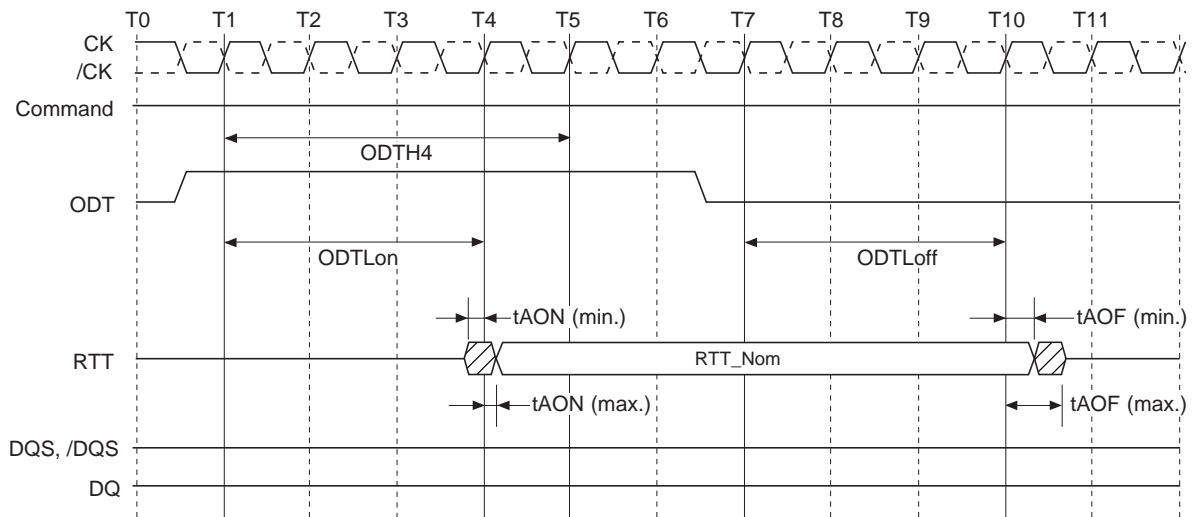 T0 T1 T2 T3 T4 T5 T6 T7 T8 T9 T10 T11
CK
/CK
Command
ODTH4
ODT
ODTLon ODTLoff
tAON (min.) tAOF (min.)
RTT RTT_Nom
tAON (max.) tAOF (max.)
DQS, /DQS
DQ